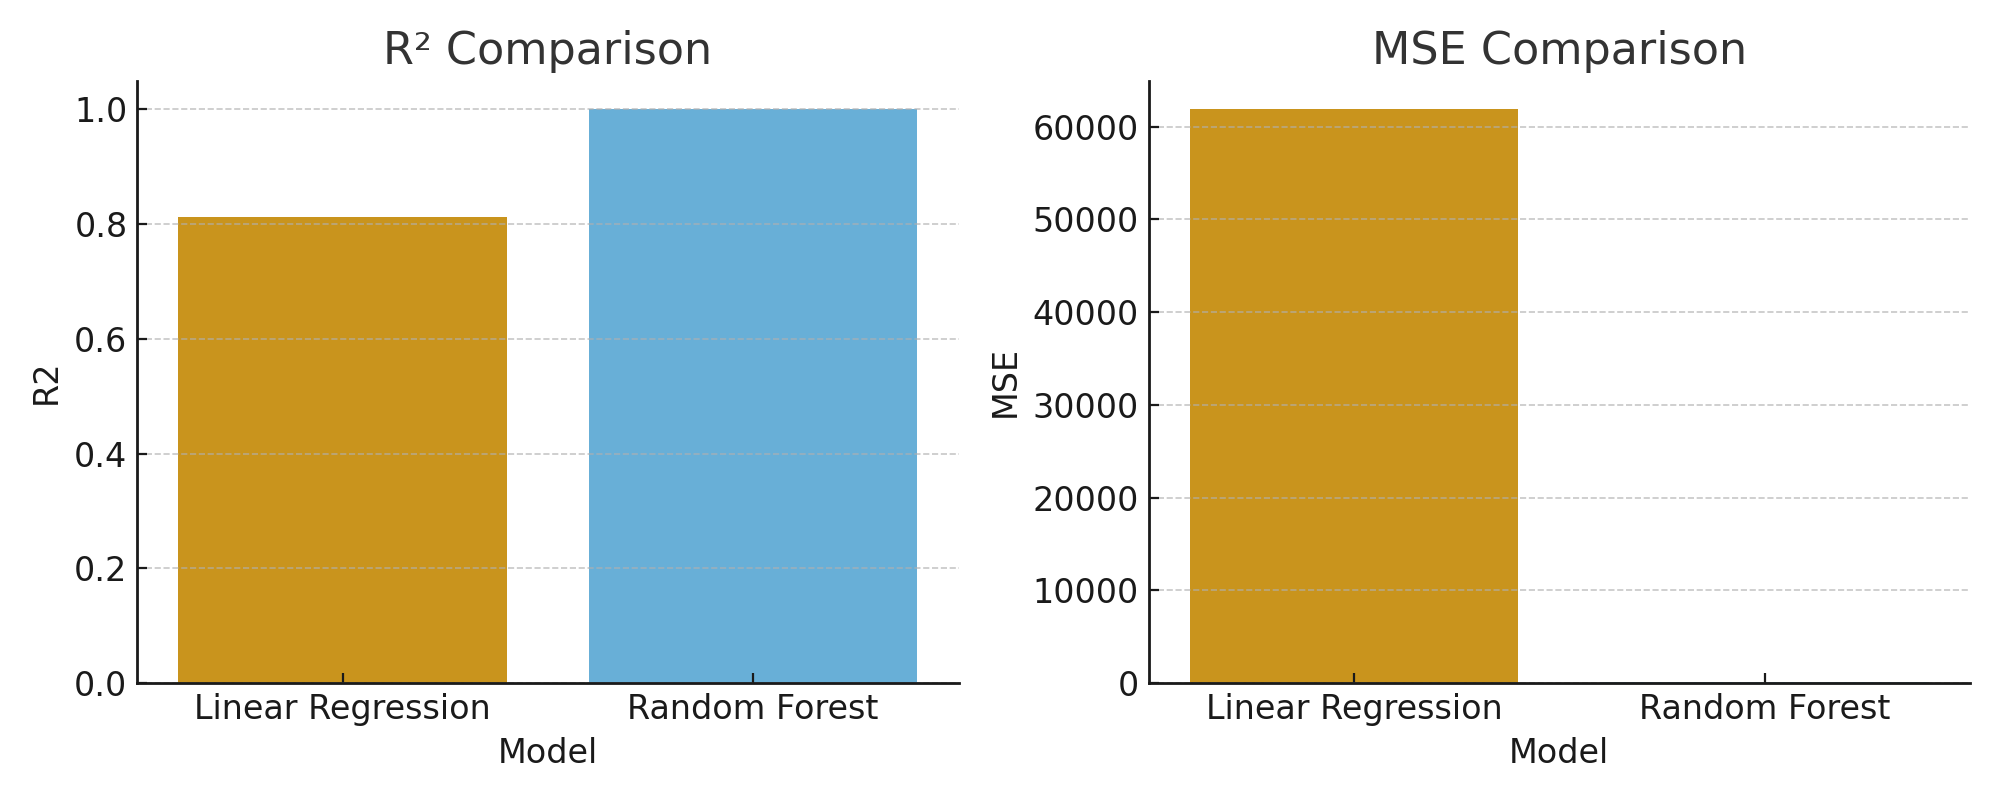 R² Comparison
1.0
0.8
0.6
0.4
0.2
0.0
R2
Linear Regression
Random Forest
Model
MSE Comparison
60000
50000
40000
30000
20000
10000
0
MSE
Linear Regression
Random Forest
Model